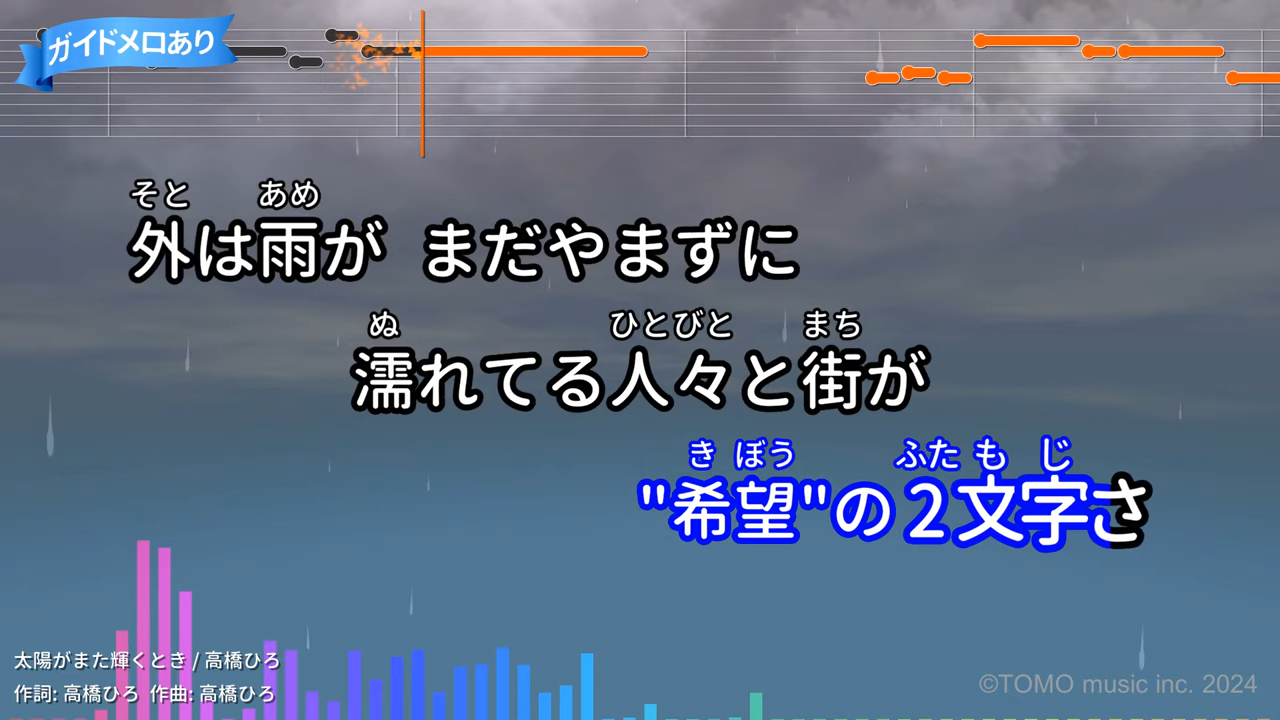 ガイドメロあり
そと あめ
外は雨が まだやまずに
ぬ ひとびと まち
濡れてる人々と街が
き ぼう ふた も じ
"希望"の2文字さ
太陽がまた輝くとき / 高橋ひろ
作詞: 高橋ひろ 作曲: 高橋ひろ
©TOMO music inc. 2024